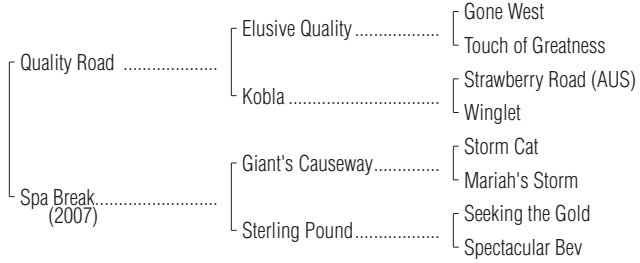 Gone West
Elusive Quality ....................
Touch of Greatness
Quality Road ......................
Strawberry Road (AUS)
Kobla ...................................
Winglet
Storm Cat
Giant's Causeway ...............
Mariah's Storm
Spa Break............................
(2007)
Seeking the Gold
Sterling Pound ....................
Spectacular Bev